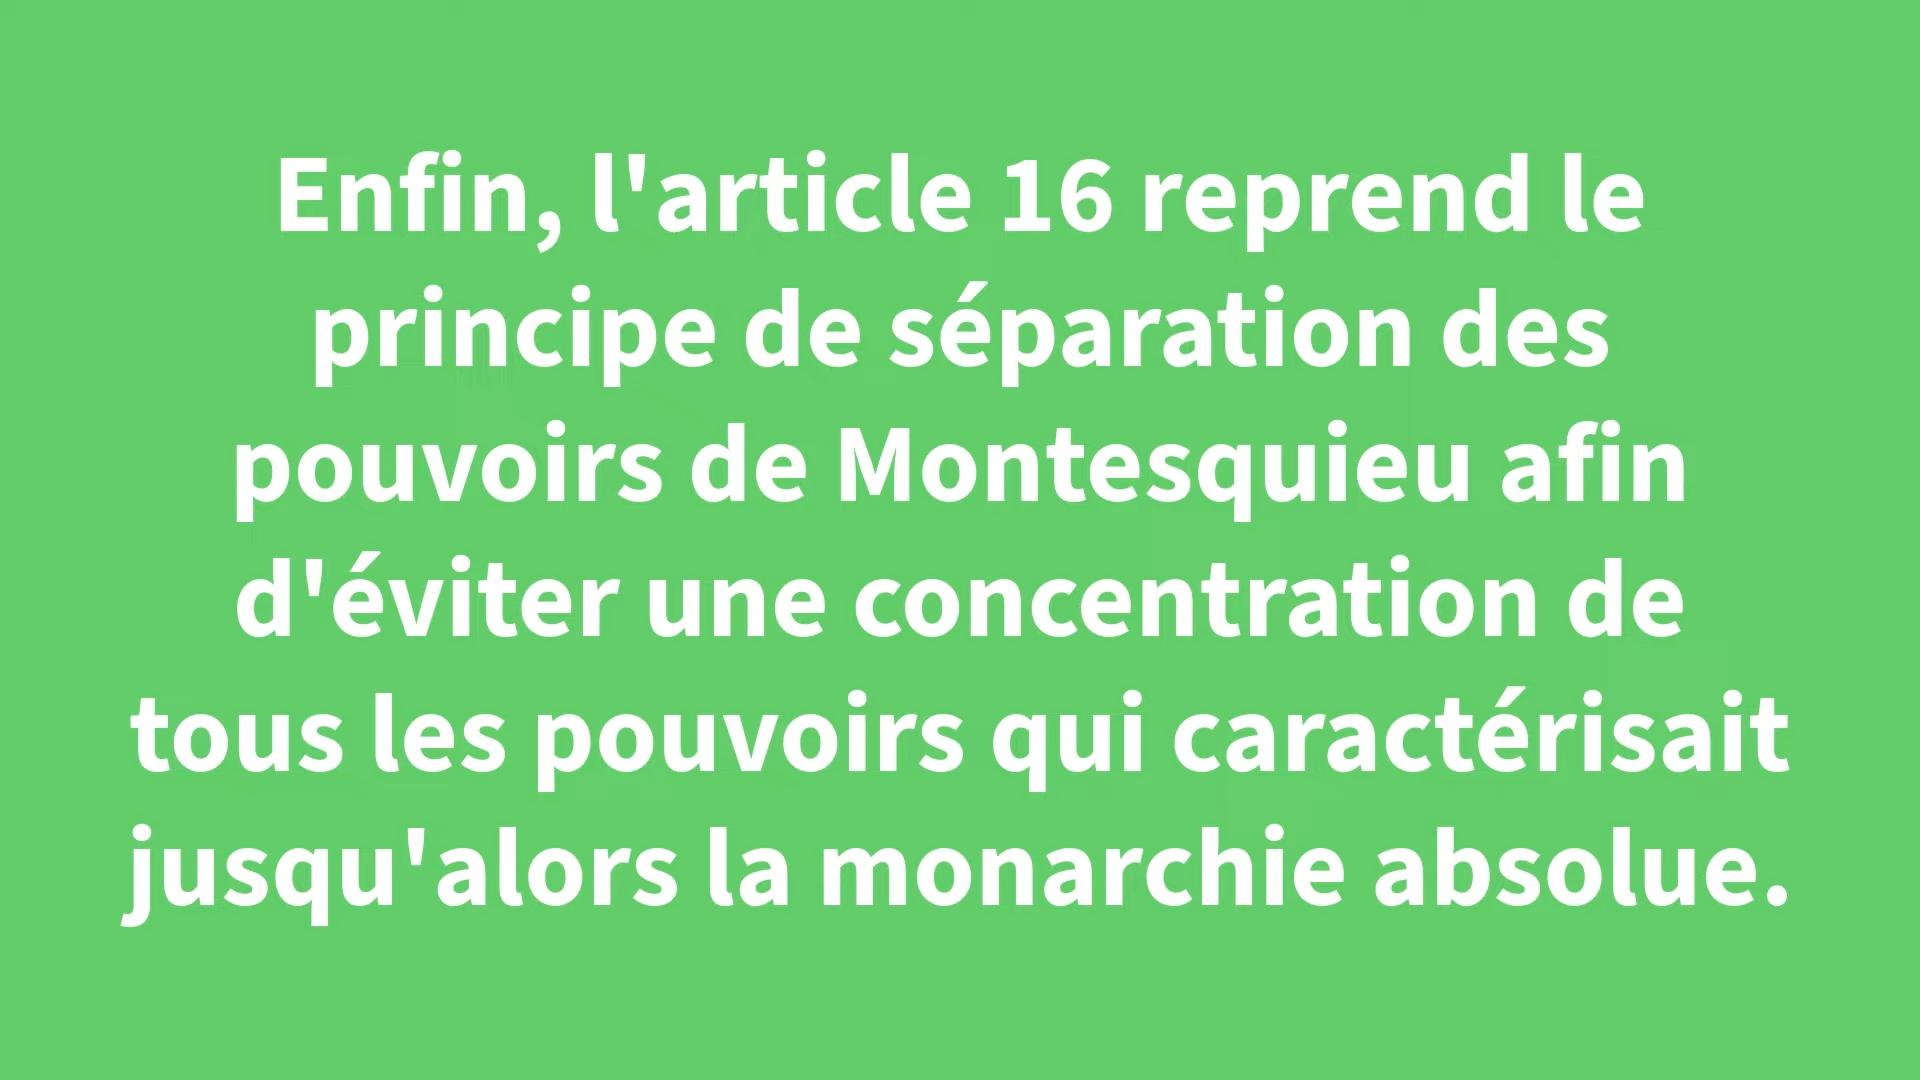 Enfin, l'article 16 reprend le
principe de séparation des
pouvoirs de Montesquieu afin
d'éviter une concentration de
tous les pouvoirs qui caractérisait
jusqu'alors la monarchie absolue.